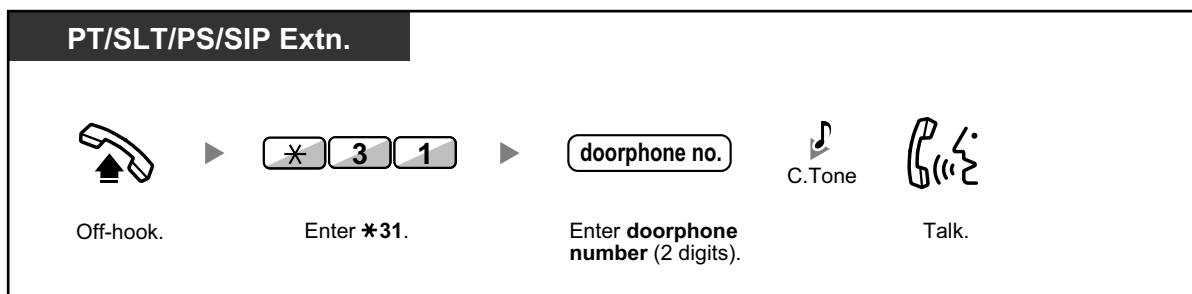 PT/SLT/PS/SIP Extn.
✱ 3 1
doorphone no.
C.Tone
Off-hook.
Enter ✱31.
Enter doorphone
number (2 digits).
Talk.